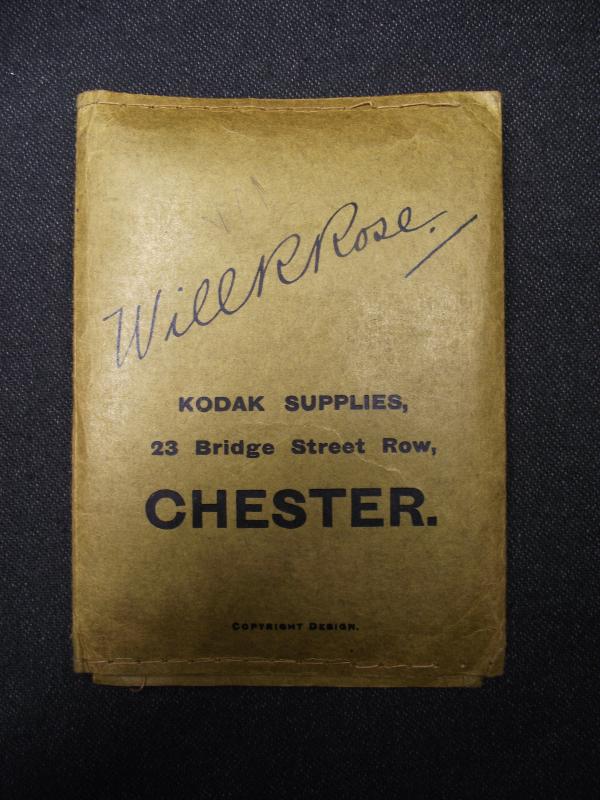 Will R Rose.
KODAK SUPPLIES,
23 Bridge Street Row,
CHESTER.
COPYRIGHT DESIGN.